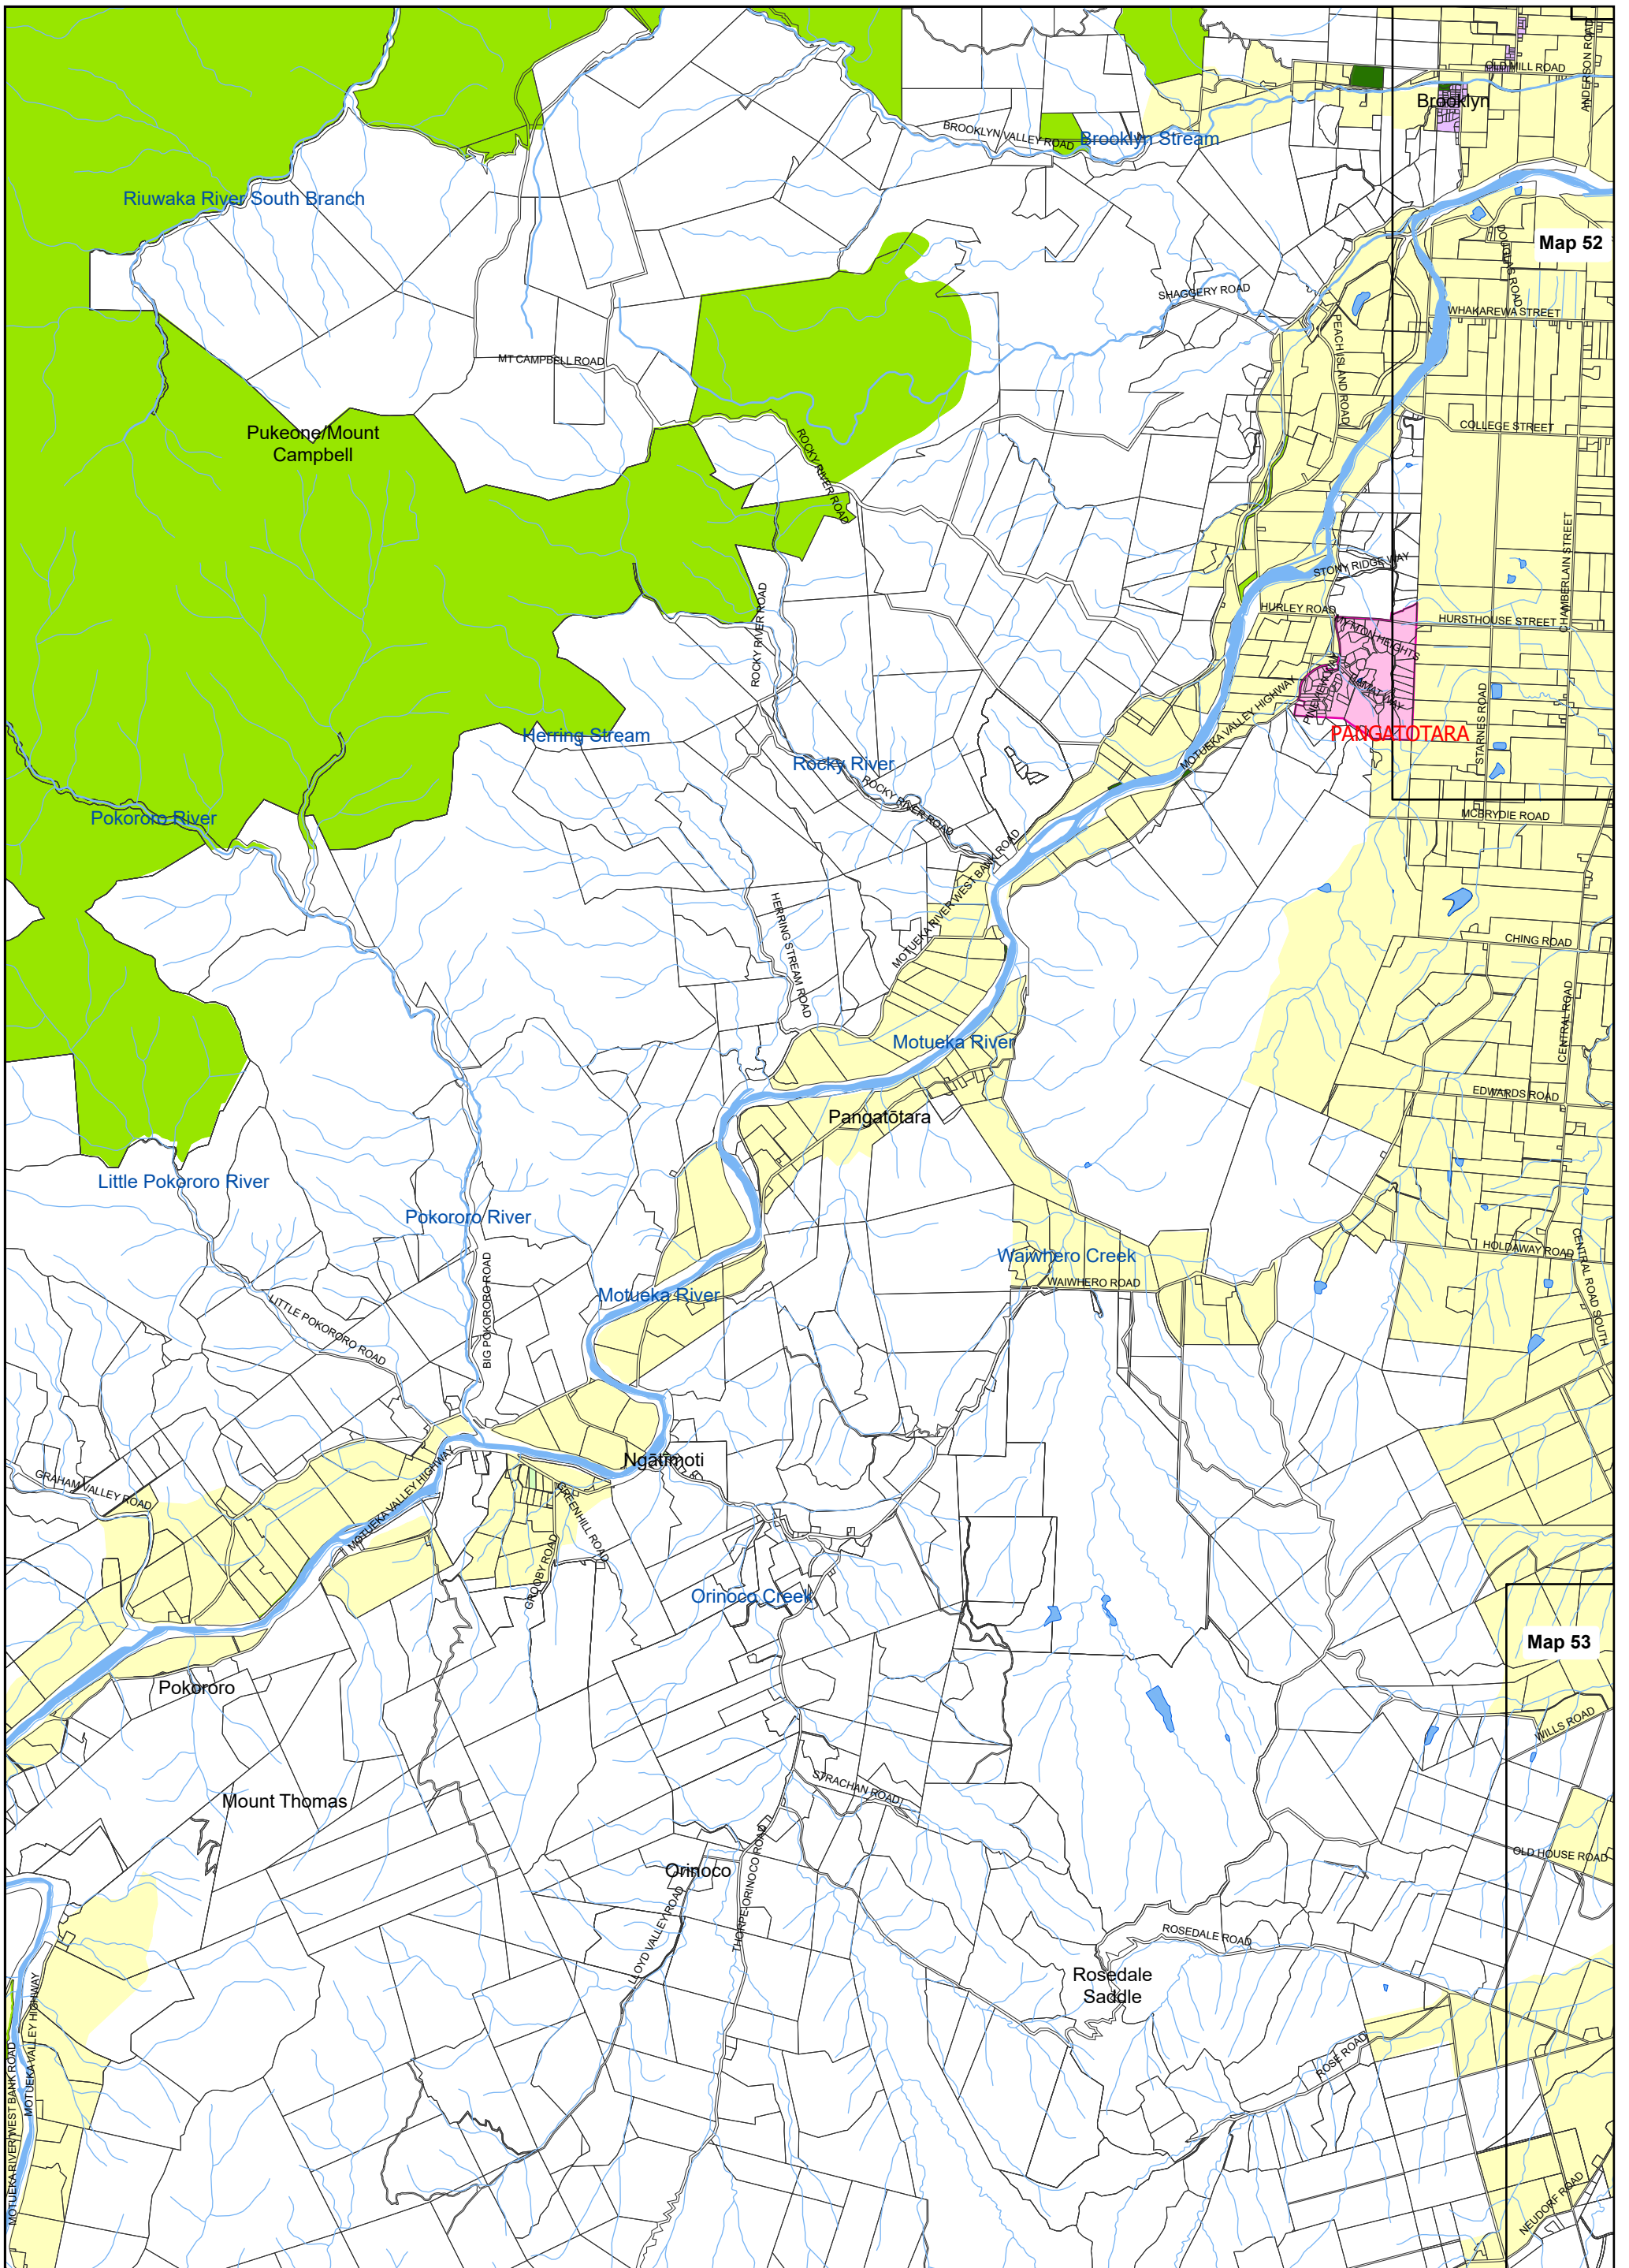 OLD MILL ROAD
ANDERSON ROAD
Brooklyn
BROOKLYN VALLEY ROAD
Brooklyn Stream
Riuwaka River South Branch
Map 52
DOUGLAS ROAD
SHAGGERY ROAD
WHAKAREWA STREET
PEACH ISLAND ROAD
MT CAMPBELL ROAD
Pukeone/Mount
Campbell
COLLEGE STREET
ROCKY RIVER ROAD
CHAMBERLAIN STREET
STONY RIDGE WAY
HURLEY ROAD
HURSTHOUSE STREET
ROCKY RIVER ROAD
MOTUEKA VALLEY HIGHWAY
STARNES ROAD
PANGATOTARA
Herring Stream
Rocky River
ROCKY RIVER ROAD
Pokororo River
MCBRYDIE ROAD
MOTUEKA RIVER WEST BANK ROAD
HERRING STREAM ROAD
CHING ROAD
CENTRAL ROAD
Motueka River
EDWARDS ROAD
Pangatōtara
Little Pokororo River
Pokororo River
Waiwhero Creek
HOLDAWAY ROAD
CENTRAL ROAD SOUTH
WAIWHERO ROAD
Motueka River
BIG POKORORO ROAD
LITTLE POKORORO ROAD
Ngātīmoti
GRAHAM VALLEY ROAD
MOTUEKA VALLEY HIGHWAY
GREENHILL ROAD
GROOBY ROAD
Orinoco Creek
Map 53
Pokororo
WILLS ROAD
Mount Thomas
STRACHAN ROAD
OLD HOUSE ROAD
Orinoco
THORPE-ORINOCO ROAD
LLOYD VALLEY ROAD
ROSEDALE ROAD
Rosedale
Saddle
ROSE ROAD
MOTUEKA VALLEY HIGHWAY
MOTUEKA RIVER WEST BANK ROAD
NEUDORF ROAD